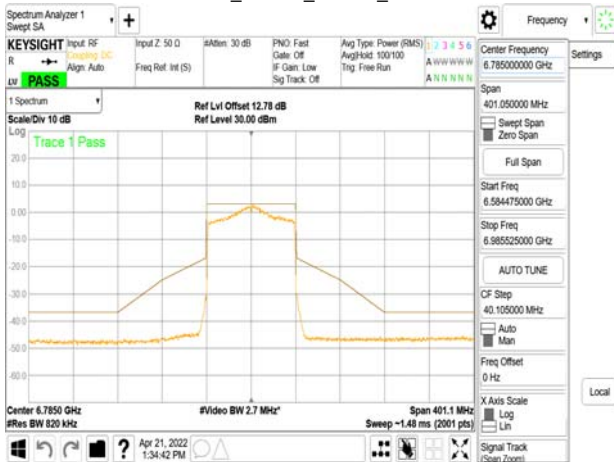 Spectrum Analyzer 1
Swept SA
+
Frequency
KEYSIGHT
Input: RF
Coupling: DC
Align: Auto
Input Z: 50 Ω
Freq Ref: Int (S)
#Atten: 30 dB
PNO: Fast
Gate: Off
IF Gain: Low
Sig Track: Off
Avg Type: Power (RMS)
Avg|Hold: 100/100
Trig: Free Run
1 2 3 4 5 6
A W W W W W
A N N N N N
R
LV PASS
1 Spectrum
Scale/Div 10 dB
Ref Lvl Offset 12.78 dB
Ref Level 30.00 dBm
Log
Trace 1 Pass
20.0
10.0
0.00
-10.0
-20.0
-30.0
-40.0
-50.0
-60.0
Center 6.7850 GHz
#Res BW 820 kHz
#Video BW 2.7 MHz*
Span 401.1 MHz
Sweep ~1.48 ms (2001 pts)
?
Apr 21, 2022
1:34:42 PM
Center Frequency
6.785000000 GHz
Settings
Span
401.050000 MHz
Swept Span
Zero Span
Full Span
Start Freq
6.584475000 GHz
Stop Freq
6.985525000 GHz
AUTO TUNE
CF Step
40.105000 MHz
Auto
Man
Freq Offset
0 Hz
X Axis Scale
Log
Lin
Local
Signal Track
(Span Zoom)